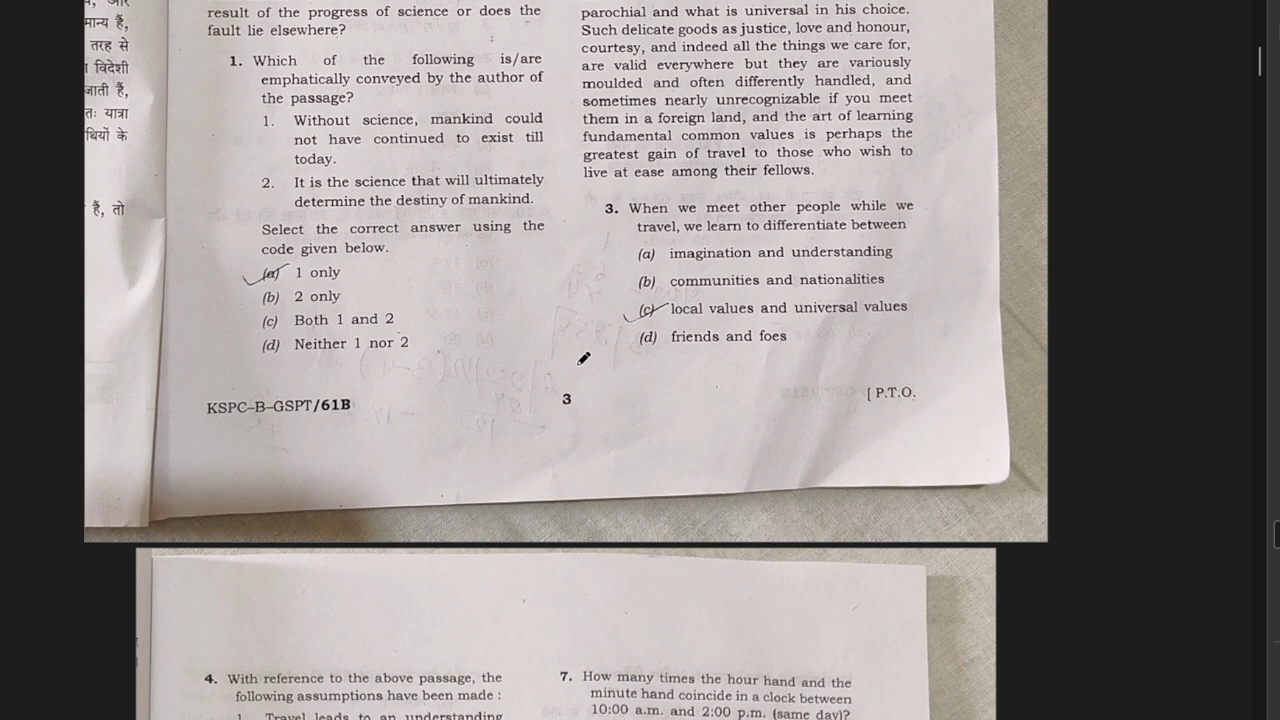 मान्य हैं,
तरह से
विदेशी
जाती हैं,
यात्रा
थियों के
हैं, तो
result of the progress of science or does the
fault lie elsewhere?
1. Which of the following is/are
emphatically conveyed by the author of
the passage?
1. Without science, mankind could
not have continued to exist till
today.
2. It is the science that will ultimately
determine the destiny of mankind.
Select the correct answer using the
code given below.
(a) 1 only
(b) 2 only
(c) Both 1 and 2
(d) Neither 1 nor 2
KSPC–B–GSPT/61B
parochial and what is universal in his choice.
Such delicate goods as justice, love and honour,
courtesy, and indeed all the things we care for,
are valid everywhere but they are variously
moulded and often differently handled, and
sometimes nearly unrecognizable if you meet
them in a foreign land, and the art of learning
fundamental common values is perhaps the
greatest gain of travel to those who wish to
live at ease among their fellows.
3. When we meet other people while we
travel, we learn to differentiate between
(a) imagination and understanding
(b) communities and nationalities
(c) local values and universal values
(d) friends and foes
3
[ P.T.O.
4. With reference to the above passage, the
following assumptions have been made :
1. Travel leads to an understanding
7. How many times the hour hand and the
minute hand coincide in a clock between
10:00 a.m. and 2:00 p.m. (same day)?